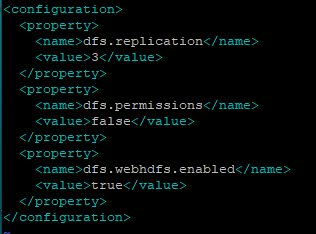 <configuration>
  <property>
    <name>dfs.replication</name>
    <value>3</value>
  </property>
  <property>
    <name>dfs.permissions</name>
    <value>false</value>
  </property>
  <property>
    <name>dfs.webhdfs.enabled</name>
    <value>true</value>
  </property>
</configuration>